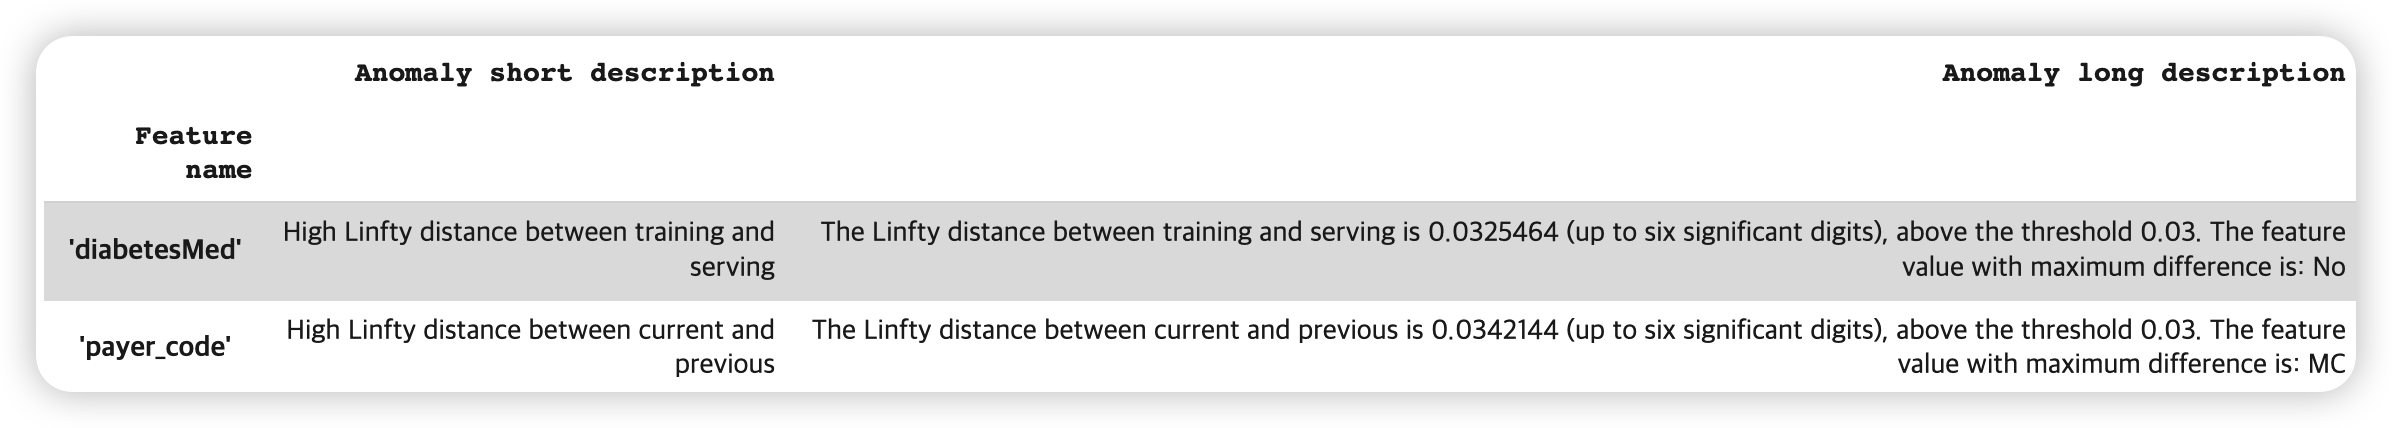 Anomaly short description Anomaly long description
Feature
name
'diabetesMed' High Linfty distance between training and
serving
The Linfty distance between training and serving is 0.0325464 (up to six significant digits), above the threshold 0.03. The feature
value with maximum difference is: No
'payer_code' High Linfty distance between current and
previous
The Linfty distance between current and previous is 0.0342144 (up to six significant digits), above the threshold 0.03. The feature
value with maximum difference is: MC